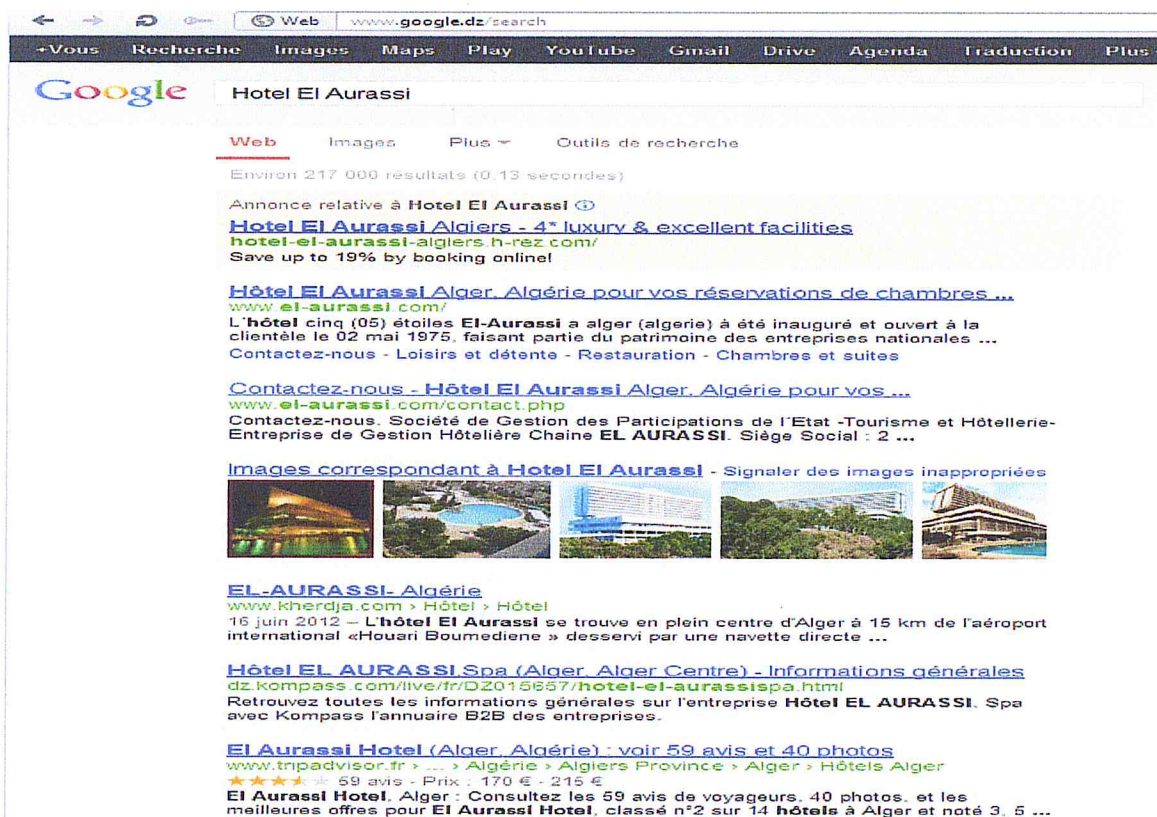 Web www.google.dz/search
+Vous Recherche Images Maps Play YouTube Gmail Drive Agenda Traduction Plus
Google Hotel El Aurassi
Web Images Plus Outils de recherche
Environ 217 000 résultats (0.13 secondes)
Annonce relative à Hotel El Aurassi
Hotel El Aurassi Algiers - 4* luxury & excellent facilities
hotel-el-aurassi-algiers.h-rez.com/
Save up to 19% by booking online!
Hôtel El Aurassi Alger, Algérie pour vos réservations de chambres ...
www.el-aurassi.com/
L'hôtel cinq (05) étoiles El-Aurassi a alger (algerie) à été inauguré et ouvert à la
clientèle le 02 mai 1975, faisant partie du patrimoine des entreprises nationales ...
Contactez-nous - Loisirs et détente - Restauration - Chambres et suites
Contactez-nous - Hôtel El Aurassi Alger, Algérie pour vos ...
www.el-aurassi.com/contact.php
Contactez-nous. Société de Gestion des Participations de l'Etat -Tourisme et Hôtellerie-
Entreprise de Gestion Hôtelière Chaine EL AURASSI. Siège Social : 2 ...
Images correspondant à Hotel El Aurassi - Signaler des images inappropriées
EL-AURASSI- Algérie
www.kherdja.com › Hôtel › Hôtel
16 juin 2012 – L'hôtel El Aurassi se trouve en plein centre d'Alger à 15 km de l'aéroport
international «Houari Boumediene » desservi par une navette directe ...
Hôtel EL AURASSI,Spa (Alger, Alger Centre) - Informations générales
dz.kompass.com/live/fr/DZ015657/hotel-el-aurassispa.html
Retrouvez toutes les informations générales sur l'entreprise Hôtel EL AURASSI, Spa
avec Kompass l'annuaire B2B des entreprises.
El Aurassi Hotel (Alger, Algérie) : voir 59 avis et 40 photos
www.tripadvisor.fr › ... › Algérie › Algiers Province › Alger › Hôtels Alger
59 avis - Prix : 170 € - 215 €
El Aurassi Hotel, Alger : Consultez les 59 avis de voyageurs, 40 photos, et les
meilleures offres pour El Aurassi Hotel, classé n°2 sur 14 hôtels à Alger et noté 3, 5 ...